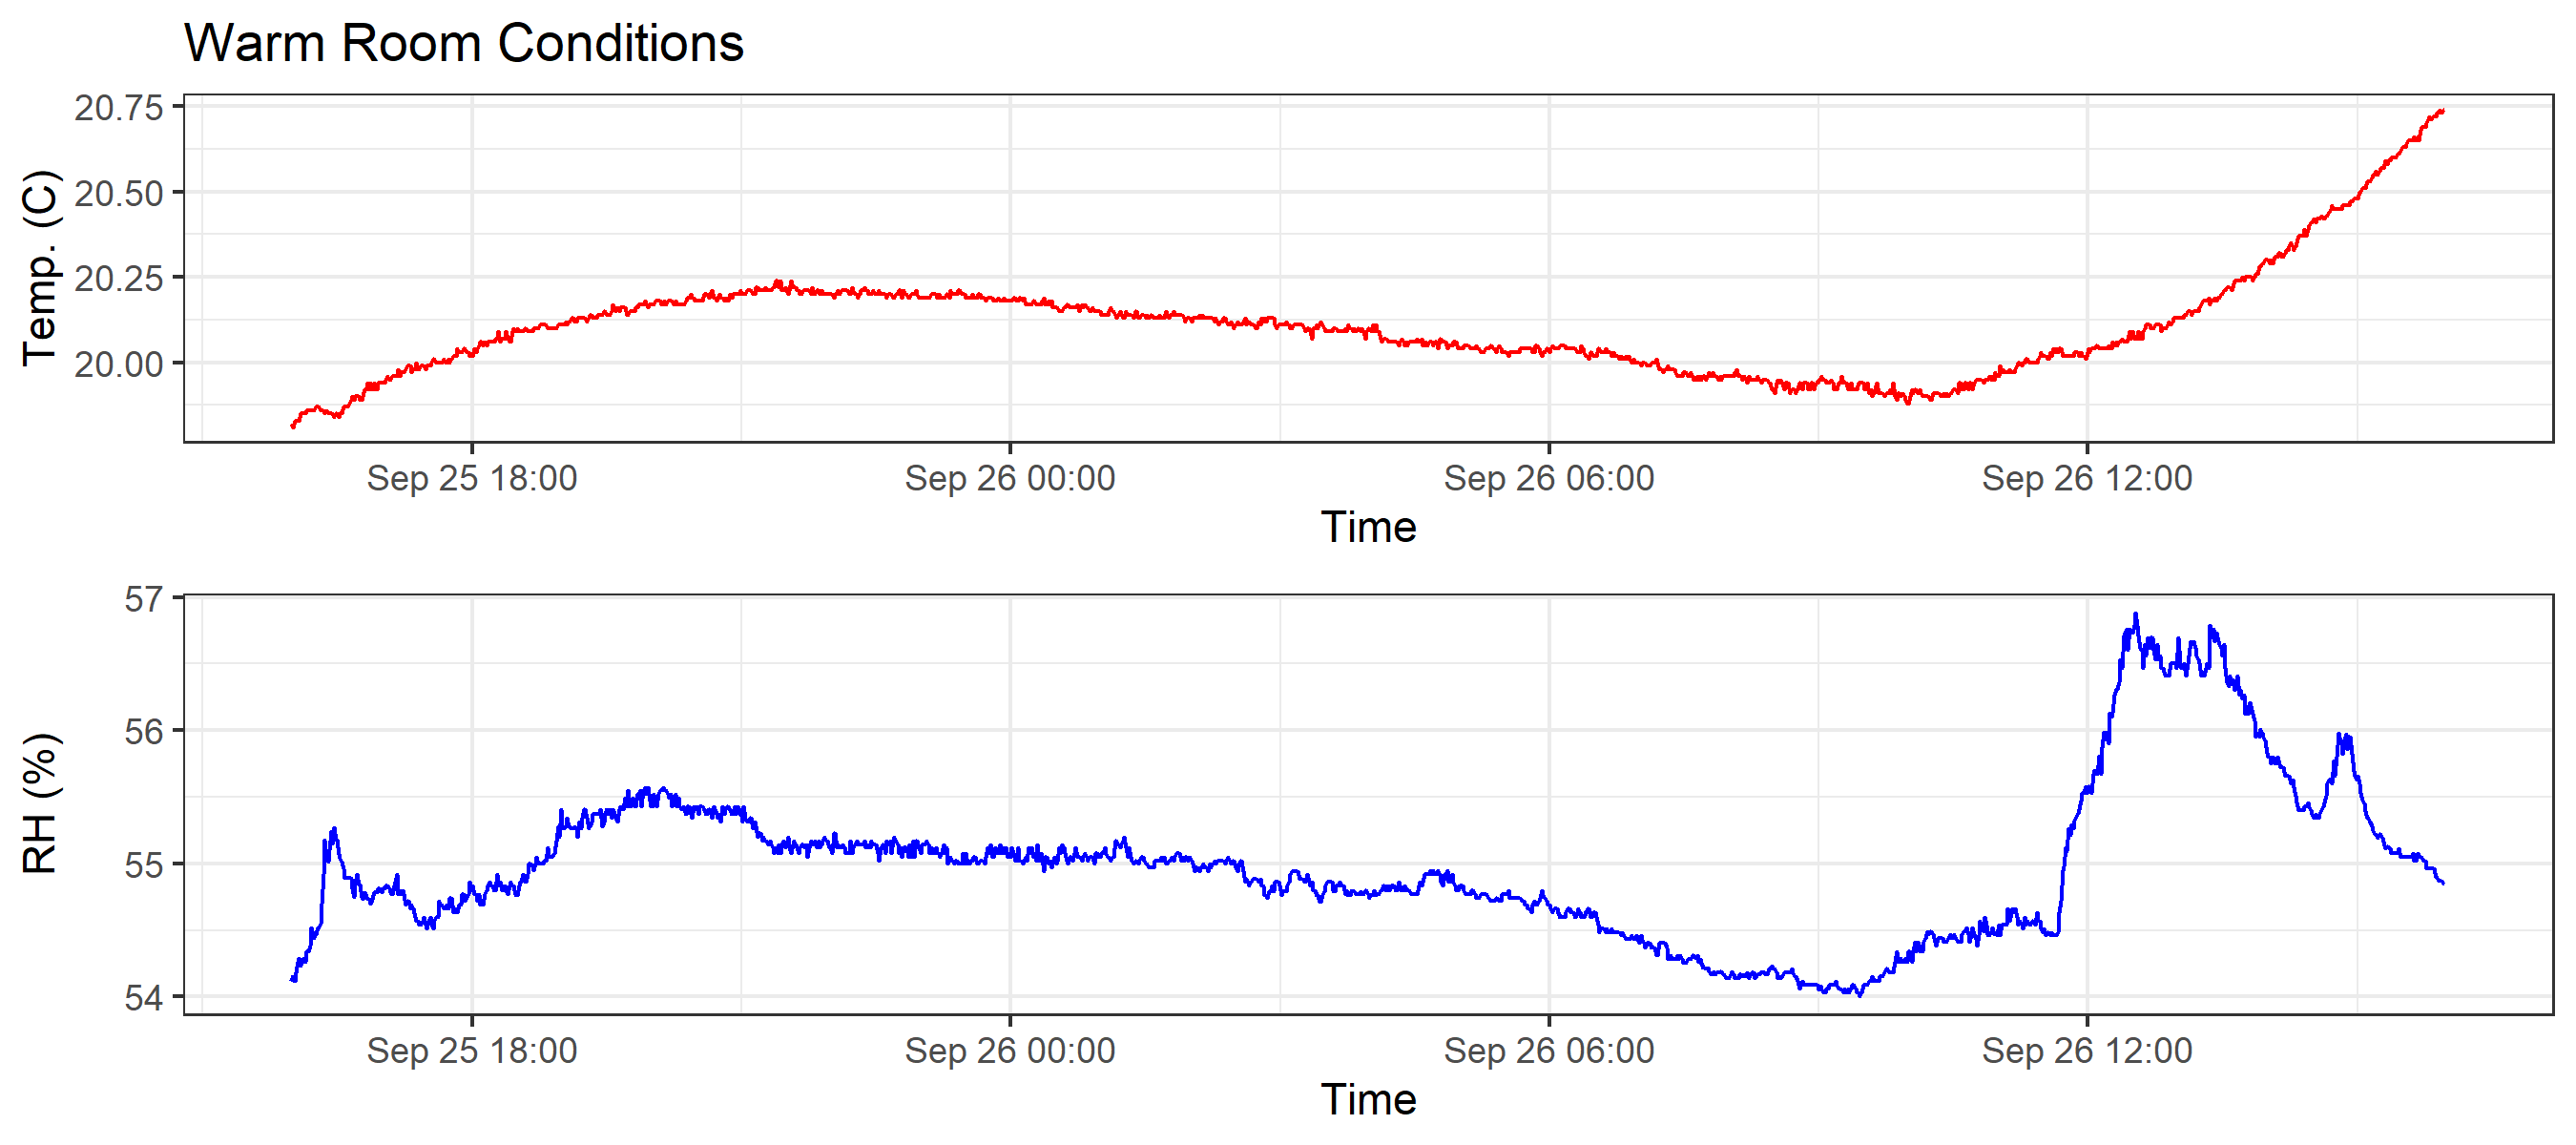 Warm Room Conditions
20.75
20.50
20.25
20.00
Temp. (C)
Sep 25 18:00 Sep 26 00:00 Sep 26 06:00 Sep 26 12:00
Time
57
56
55
54
RH (%)
Sep 25 18:00 Sep 26 00:00 Sep 26 06:00 Sep 26 12:00
Time